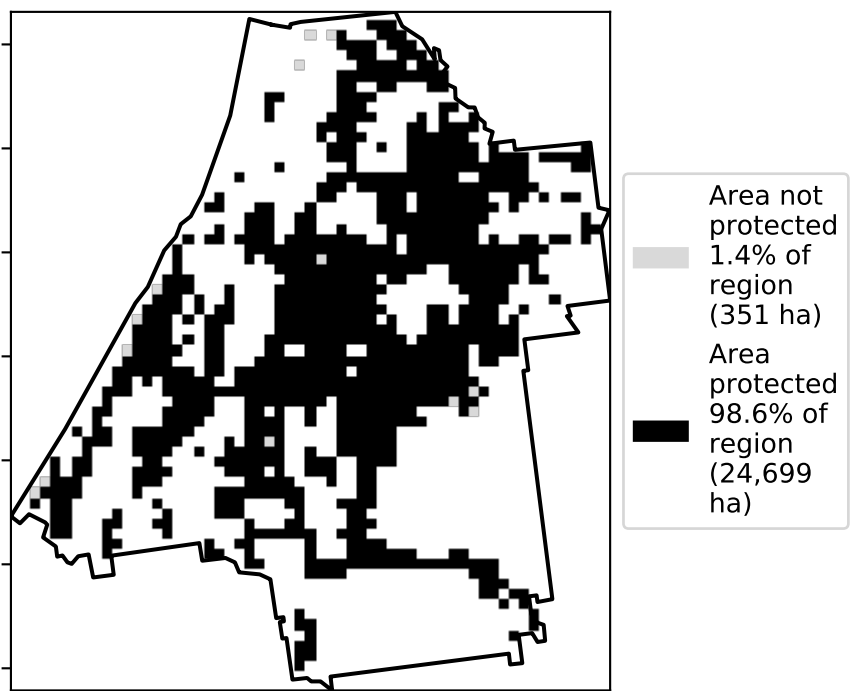 Area not
protected
1.4% of
region
(351 ha)
Area
protected
98.6% of
region
(24,699
ha)